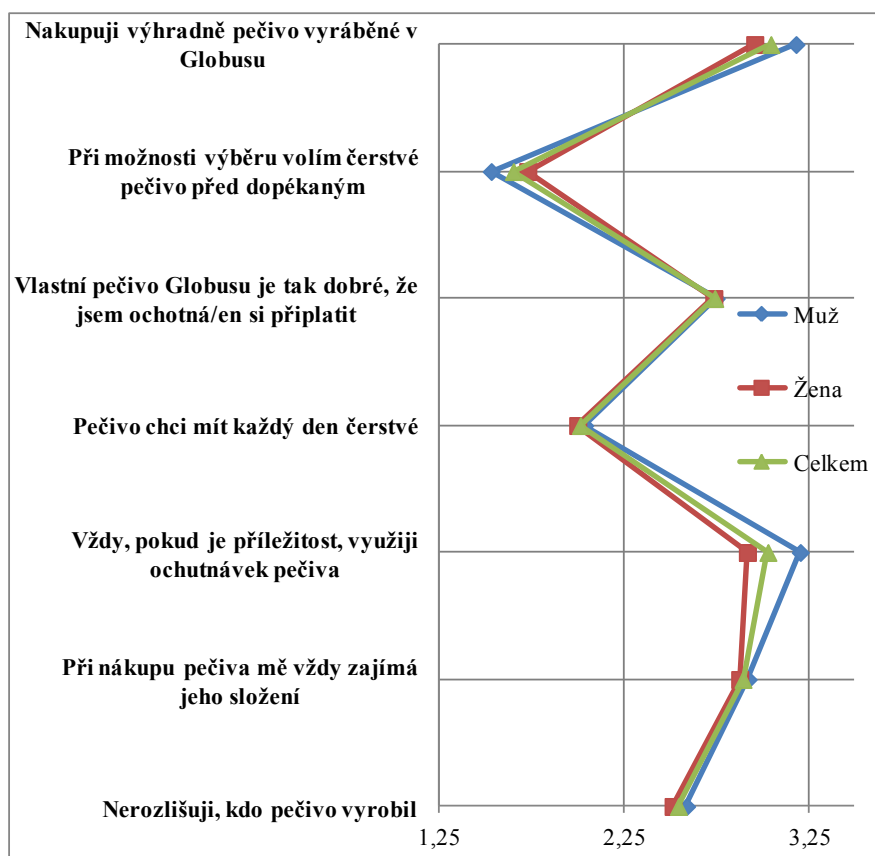 Nakupuji výhradně pečivo vyráběné v
Globusu
Při možnosti výběru volím čerstvé
pečivo před dopékaným
Vlastní pečivo Globusu je tak dobré, že
jsem ochotná/en si připlatit
Muž
Žena
Pečivo chci mít každý den čerstvé
Celkem
Vždy, pokud je příležitost, využiji
ochutnávek pečiva
Při nákupu pečiva mě vždy zajímá
jeho složení
Nerozlišuji, kdo pečivo vyrobil
1,25 2,25 3,25